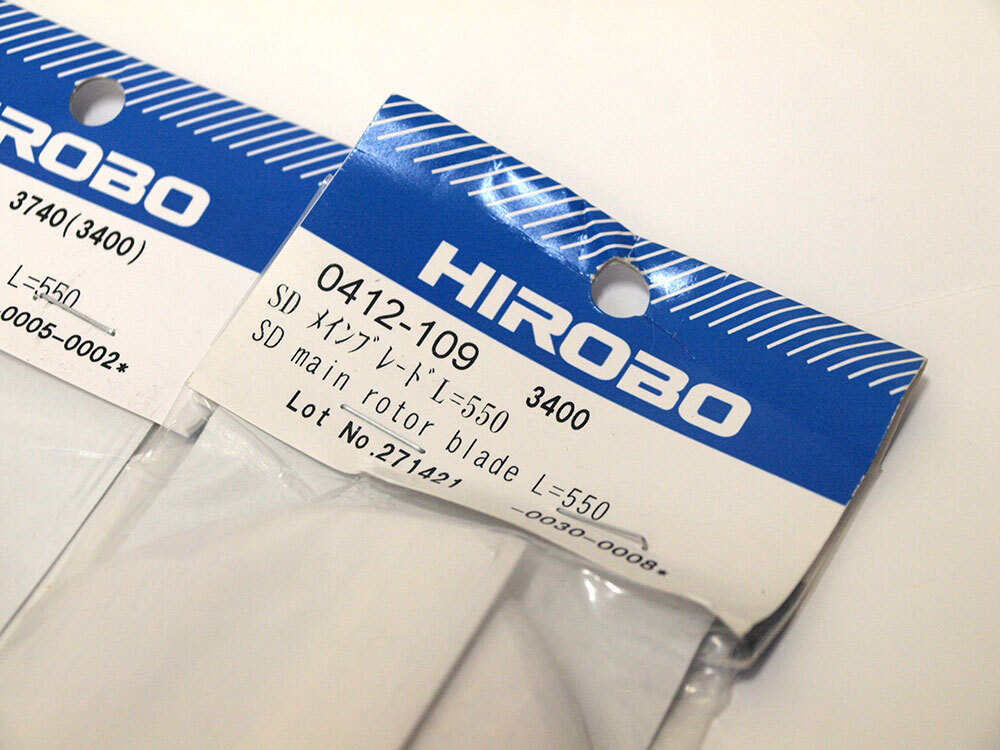 ROBO
3740(3400)
L=550
0005-0002*
HIROBO
0412-109
3400
SD メインブレードL=550
SD main rotor blade L=550
Lot No.271421
-0030-0008*